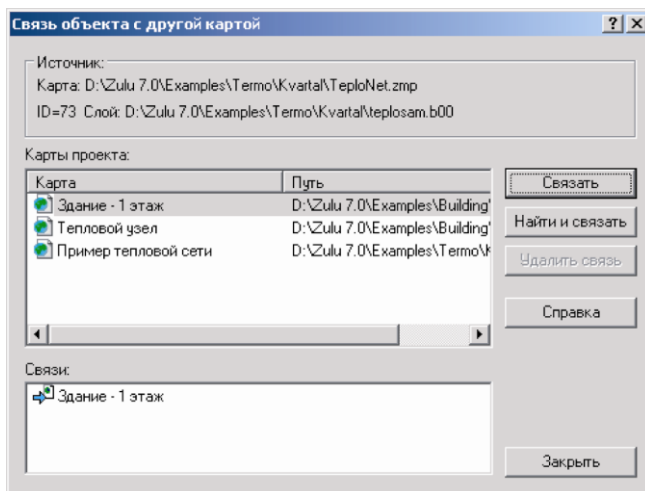 Связь объекта с другой картой
Источник:
Карта: D:\Zulu 7.0\Examples\Termo\Kvartal\TeploNet.zmp
ID=73 Слой: D:\Zulu 7.0\Examples\Termo\Kvartal\teplosam.b00
Карты проекта:
Карта Путь
Здание - 1 этаж D:\Zulu 7.0\Examples\Building'
Тепловой узел D:\Zulu 7.0\Examples\Building'
Пример тепловой сети D:\Zulu 7.0\Examples\Termo\K
Связать
Найти и связать
Удалить связь
Справка
Связи:
Здание - 1 этаж
Закрыть